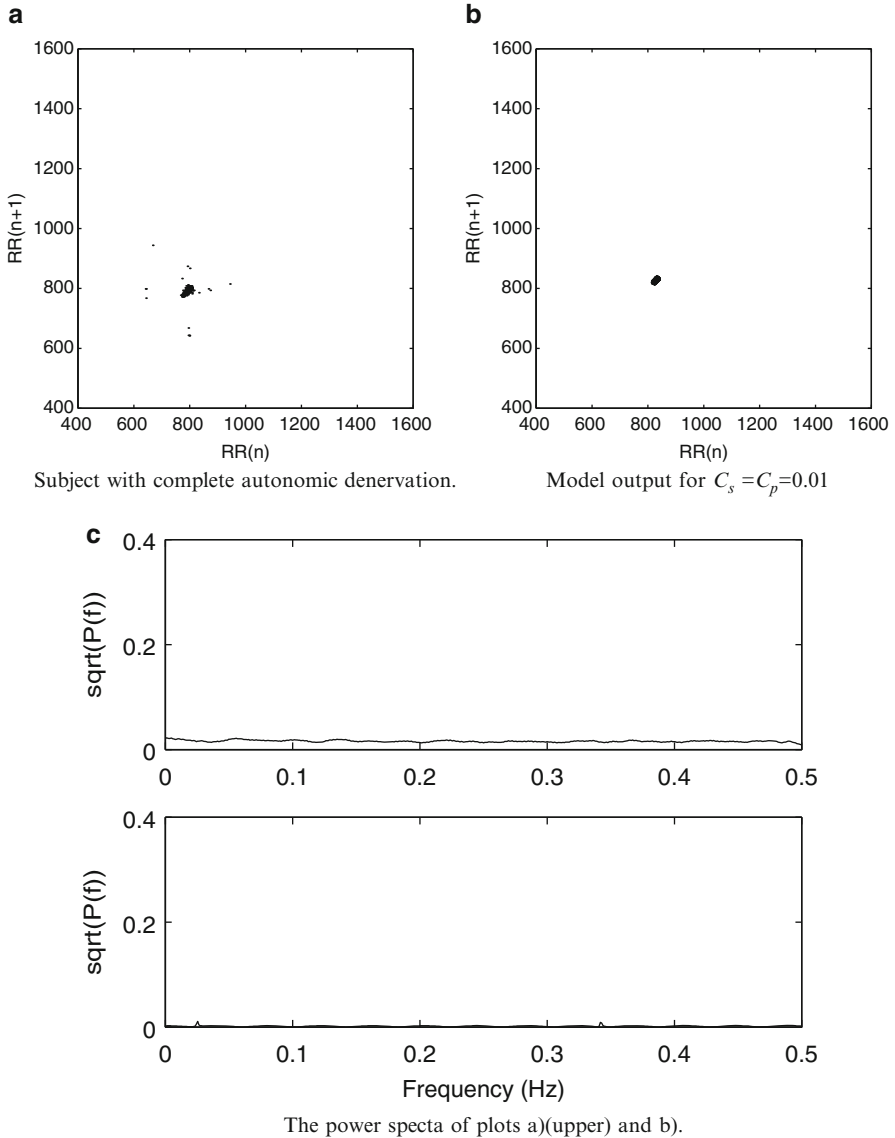 a
1600
1400
1200
1000
800
600
400
RR(n+1)
400 600 800 1000 1200 1400 1600
RR(n)
Subject with complete autonomic denervation.
b
1600
1400
1200
1000
800
600
400
RR(n+1)
400 600 800 1000 1200 1400 1600
RR(n)
Model output for C_s =C_p=0.01
c
0.4
0.2
0
sqrt(P(f))
0 0.1 0.2 0.3 0.4 0.5
0.4
0.2
0
sqrt(P(f))
0 0.1 0.2 0.3 0.4 0.5
Frequency (Hz)
The power specta of plots a)(upper) and b).